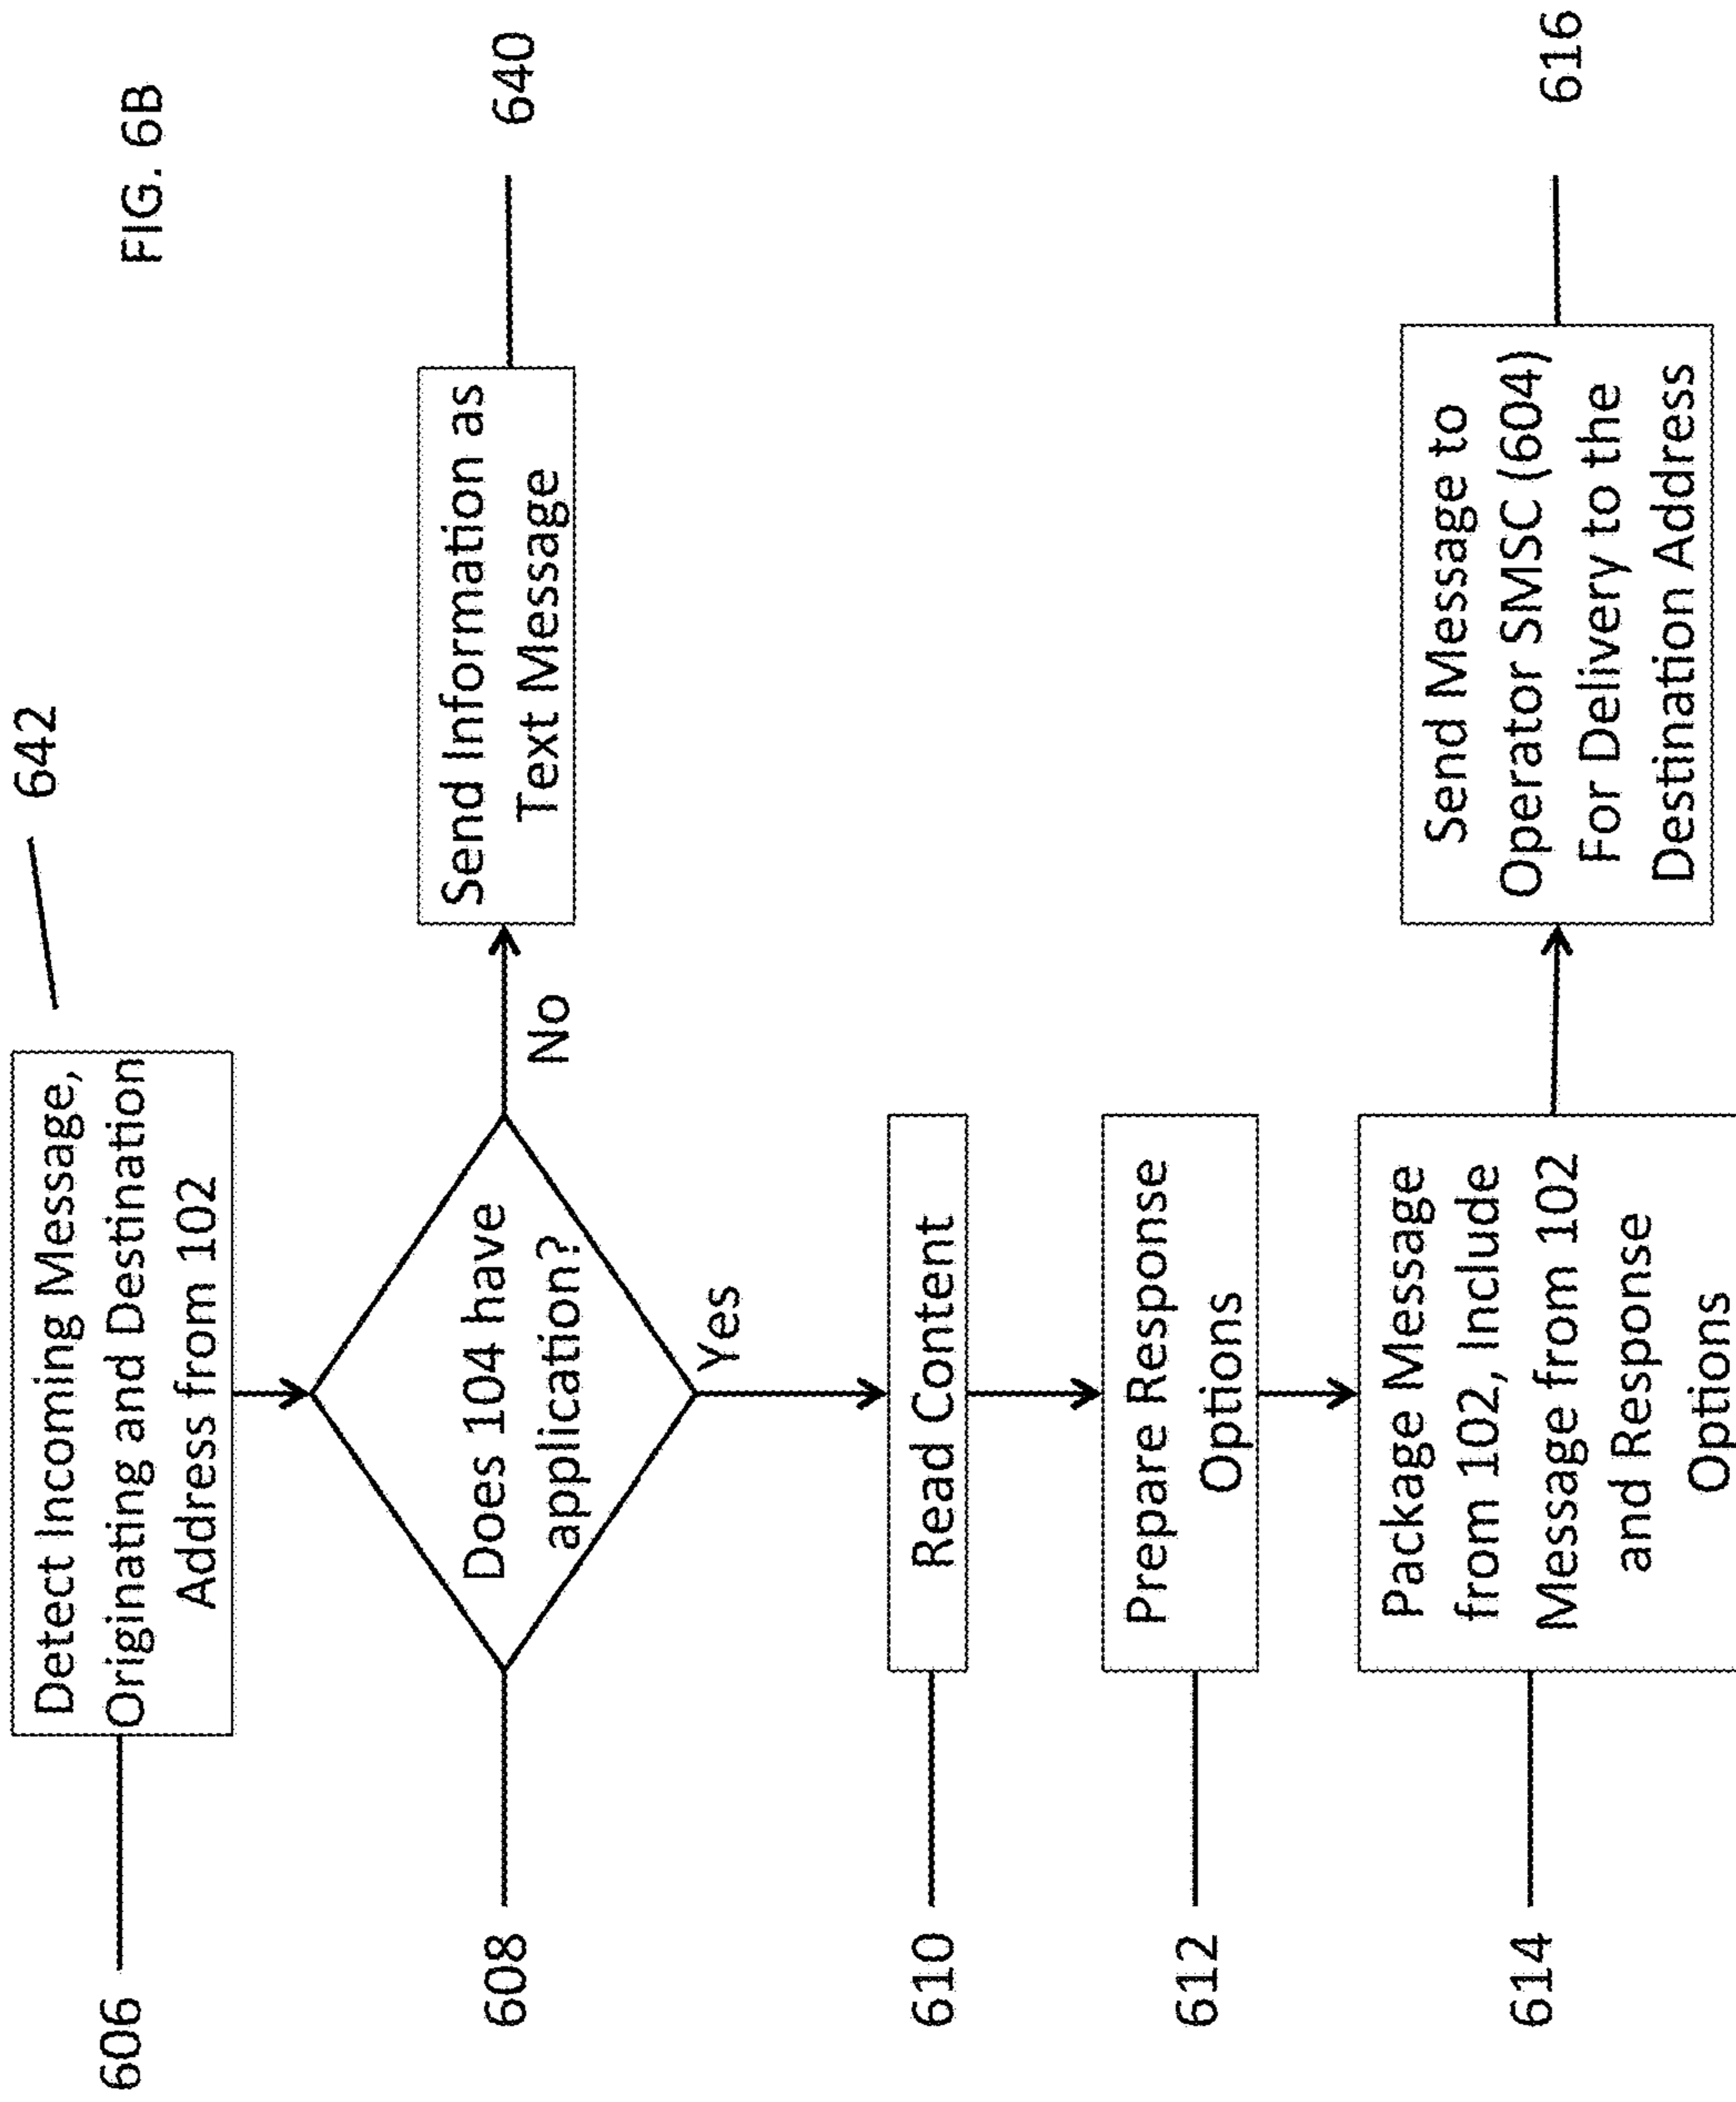 FIG. 6B
642
606
Detect Incoming Message,
Originating and Destination
Address from 102
608
Does 104 have
application?
No
Send Information as
Text Message
640
Yes
610
Read Content
612
Prepare Response
Options
614
Package Message
from 102, Include
Message from 102
and Response
Options
Send Message to
Operator SMSC (604)
For Delivery to the
Destination Address
616